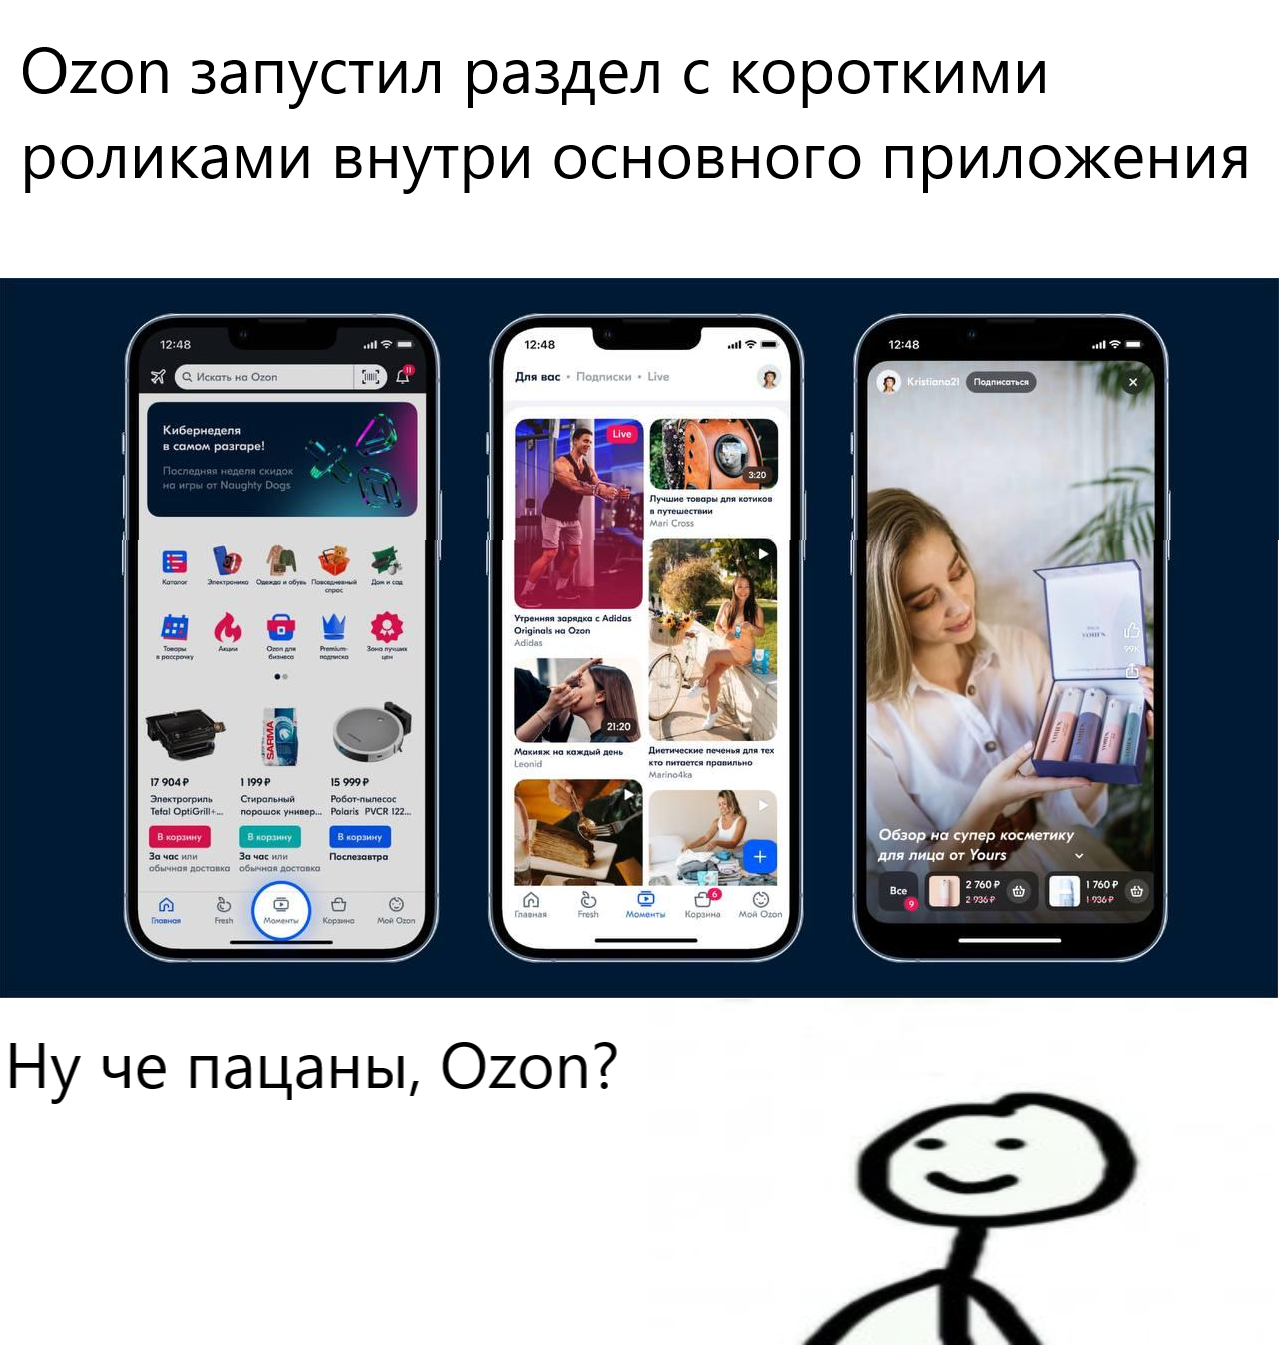 Ozon запустил раздел с короткими
роликами внутри основного приложения
12:48
Искать на Ozon
11
Кибернеделя
в самом разгаре!
Последняя неделя скидок
на игры от Naughty Dogs
Каталог
Электроника
Одежда и обувь
Повседневный
спрос
Дом и сад
Товары
в рассрочку
Акции
Ozon для
бизнеса
Premium-
подписка
Зона лучших
цен
SARMA
17 904 ₽
1 199 ₽
15 999 ₽
Электрогриль
Tefal OptiGrill+...
Стиральный
порошок универ...
Робот-пылесос
Polaris PVCR 122...
В корзину
В корзину
В корзину
За час или
обычная доставка
За час или
обычная доставка
Послезавтра
Главная
Fresh
Моменты
Корзина
Мой Ozon
12:48
Для вас • Подписки • Live
Live
3:20
Лучшие товары для котиков
в путешествии
Mari Cross
Утренняя зарядка с Adidas
Originals на Ozon
Adidas
21:20
Макияж на каждый день
Leonid
Диетические печенья для тех
кто питается правильно
Marino4ka
Главная
Fresh
Моменты
6
Корзина
Мой Ozon
12:48
Kristiana21
Подписаться
YOURS
99K
Обзор на супер косметику
для лица от Yours
Все
9
2 760 ₽
2 936 ₽
1 760 ₽
1 936 ₽
Ну че пацаны, Ozon?